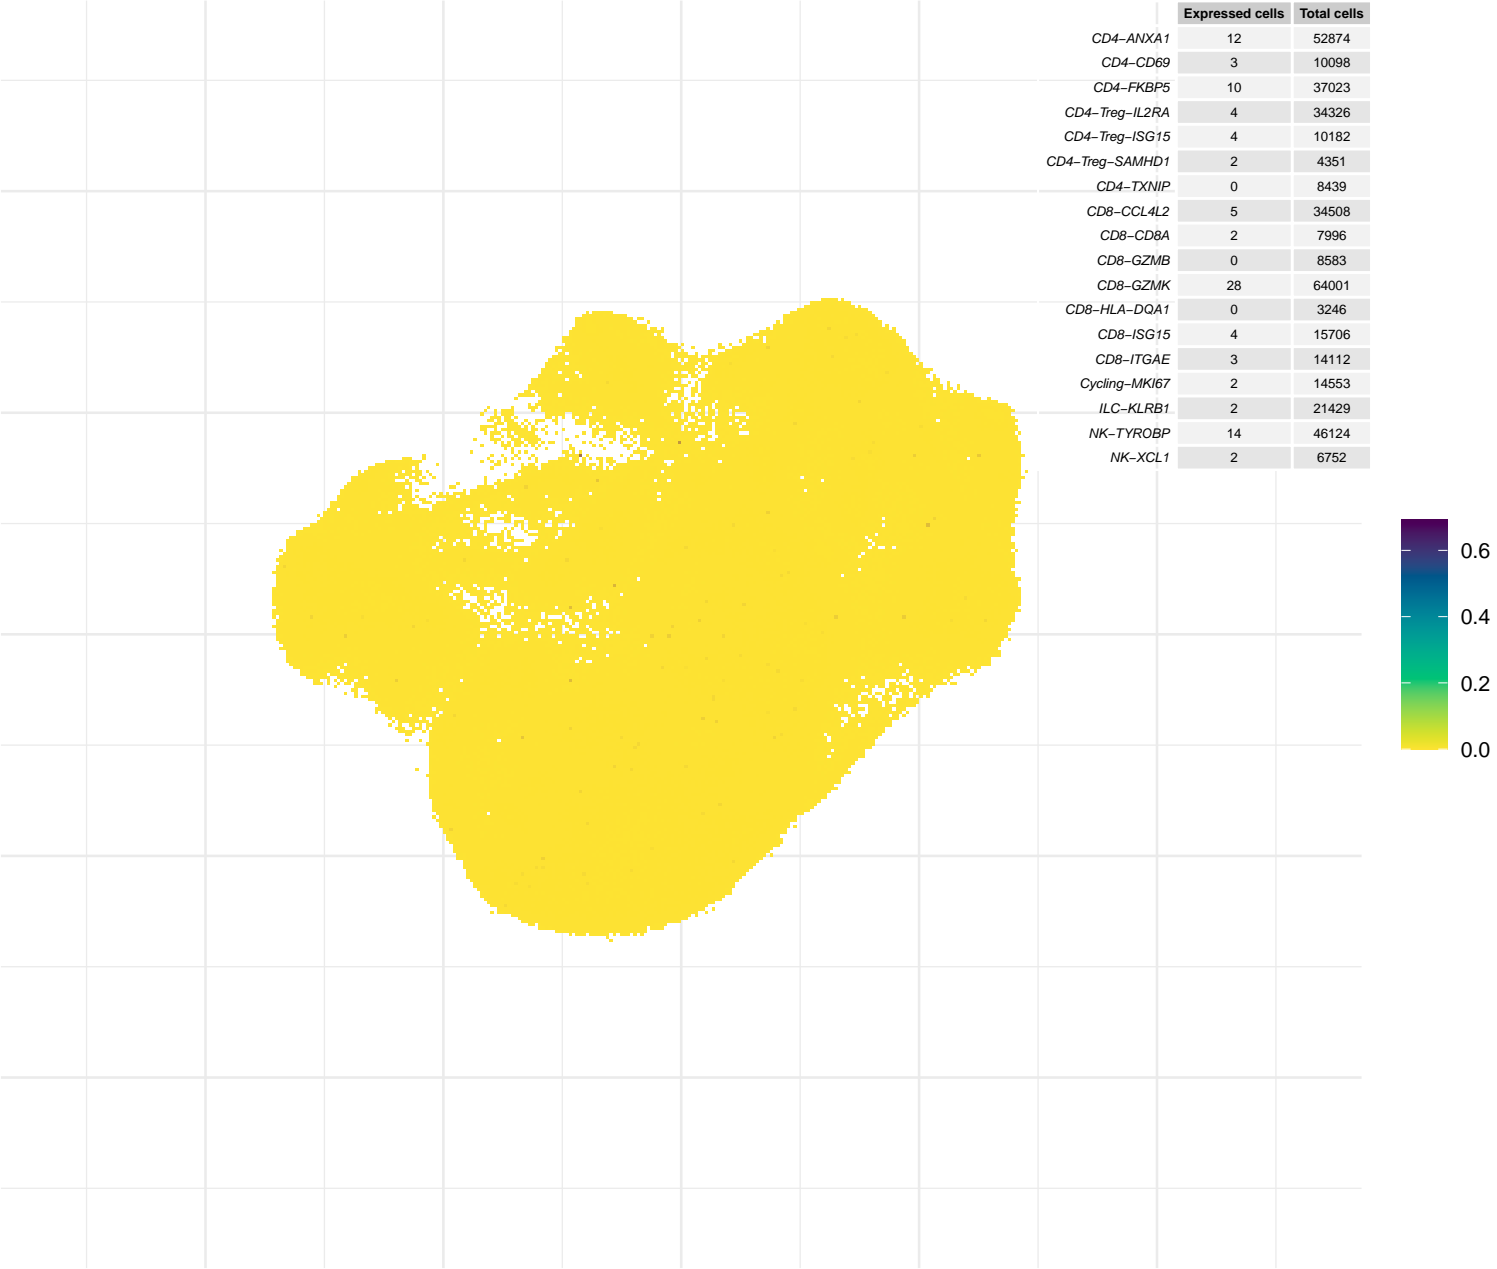 Expressed cells Total cells
CD4−ANXA1 12 52874
CD4−CD69 3 10098
CD4−FKBP5 10 37023
CD4−Treg−IL2RA 4 34326
CD4−Treg−ISG15 4 10182
CD4−Treg−SAMHD1 2 4351
CD4−TXNIP 0 8439
CD8−CCL4L2 5 34508
CD8−CD8A 2 7996
CD8−GZMB 0 8583
CD8−GZMK 28 64001
CD8−HLA−DQA1 0 3246
CD8−ISG15 4 15706
CD8−ITGAE 3 14112
Cycling−MKI67 2 14553
ILC−KLRB1 2 21429
NK−TYROBP 14 46124
NK−XCL1 2 6752
0.6
0.4
0.2
0.0